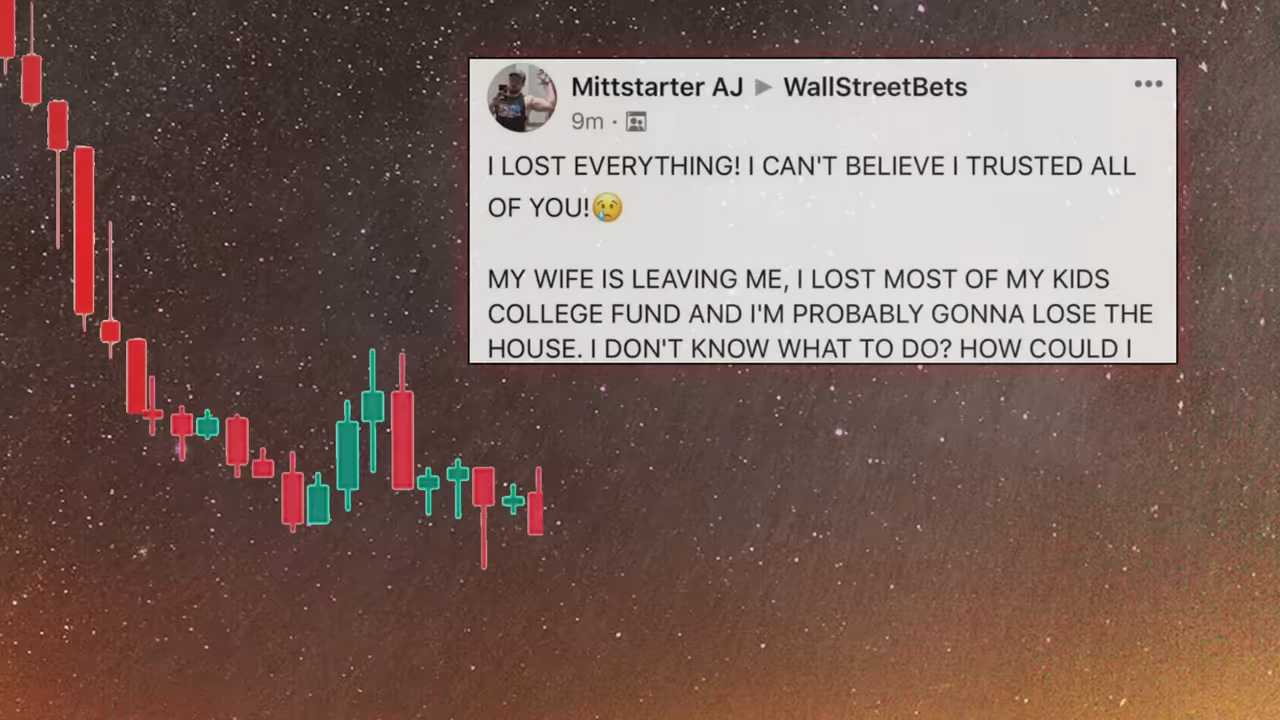 Mittstarter AJ ▶ WallStreetBets
9m ·
I LOST EVERYTHING! I CAN'T BELIEVE I TRUSTED ALL
OF YOU!😢
MY WIFE IS LEAVING ME, I LOST MOST OF MY KIDS
COLLEGE FUND AND I'M PROBABLY GONNA LOSE THE
HOUSE. I DON'T KNOW WHAT TO DO? HOW COULD I